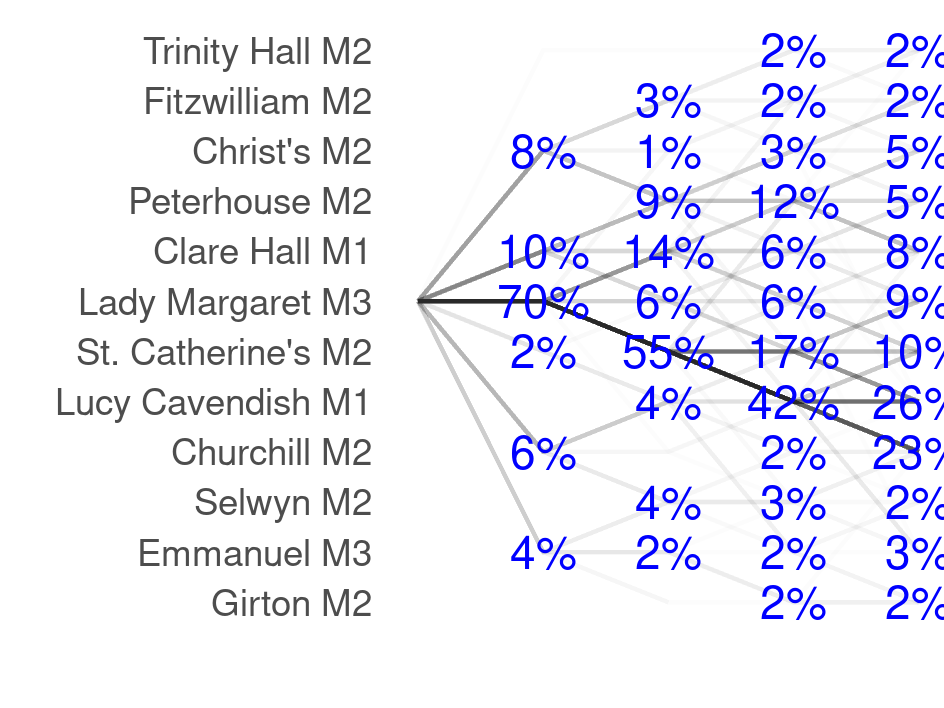 Trinity Hall M2 2% 2%
Fitzwilliam M2 3% 2% 2%
Christ's M2 8% 1% 3% 5%
Peterhouse M2 9% 12% 5%
Clare Hall M1 10% 14% 6% 8%
Lady Margaret M3 70% 6% 6% 9%
St. Catherine's M2 2% 55% 17% 10%
Lucy Cavendish M1 4% 42% 26%
Churchill M2 6% 2% 23%
Selwyn M2 4% 3% 2%
Emmanuel M3 4% 2% 2% 3%
Girton M2 2% 2%